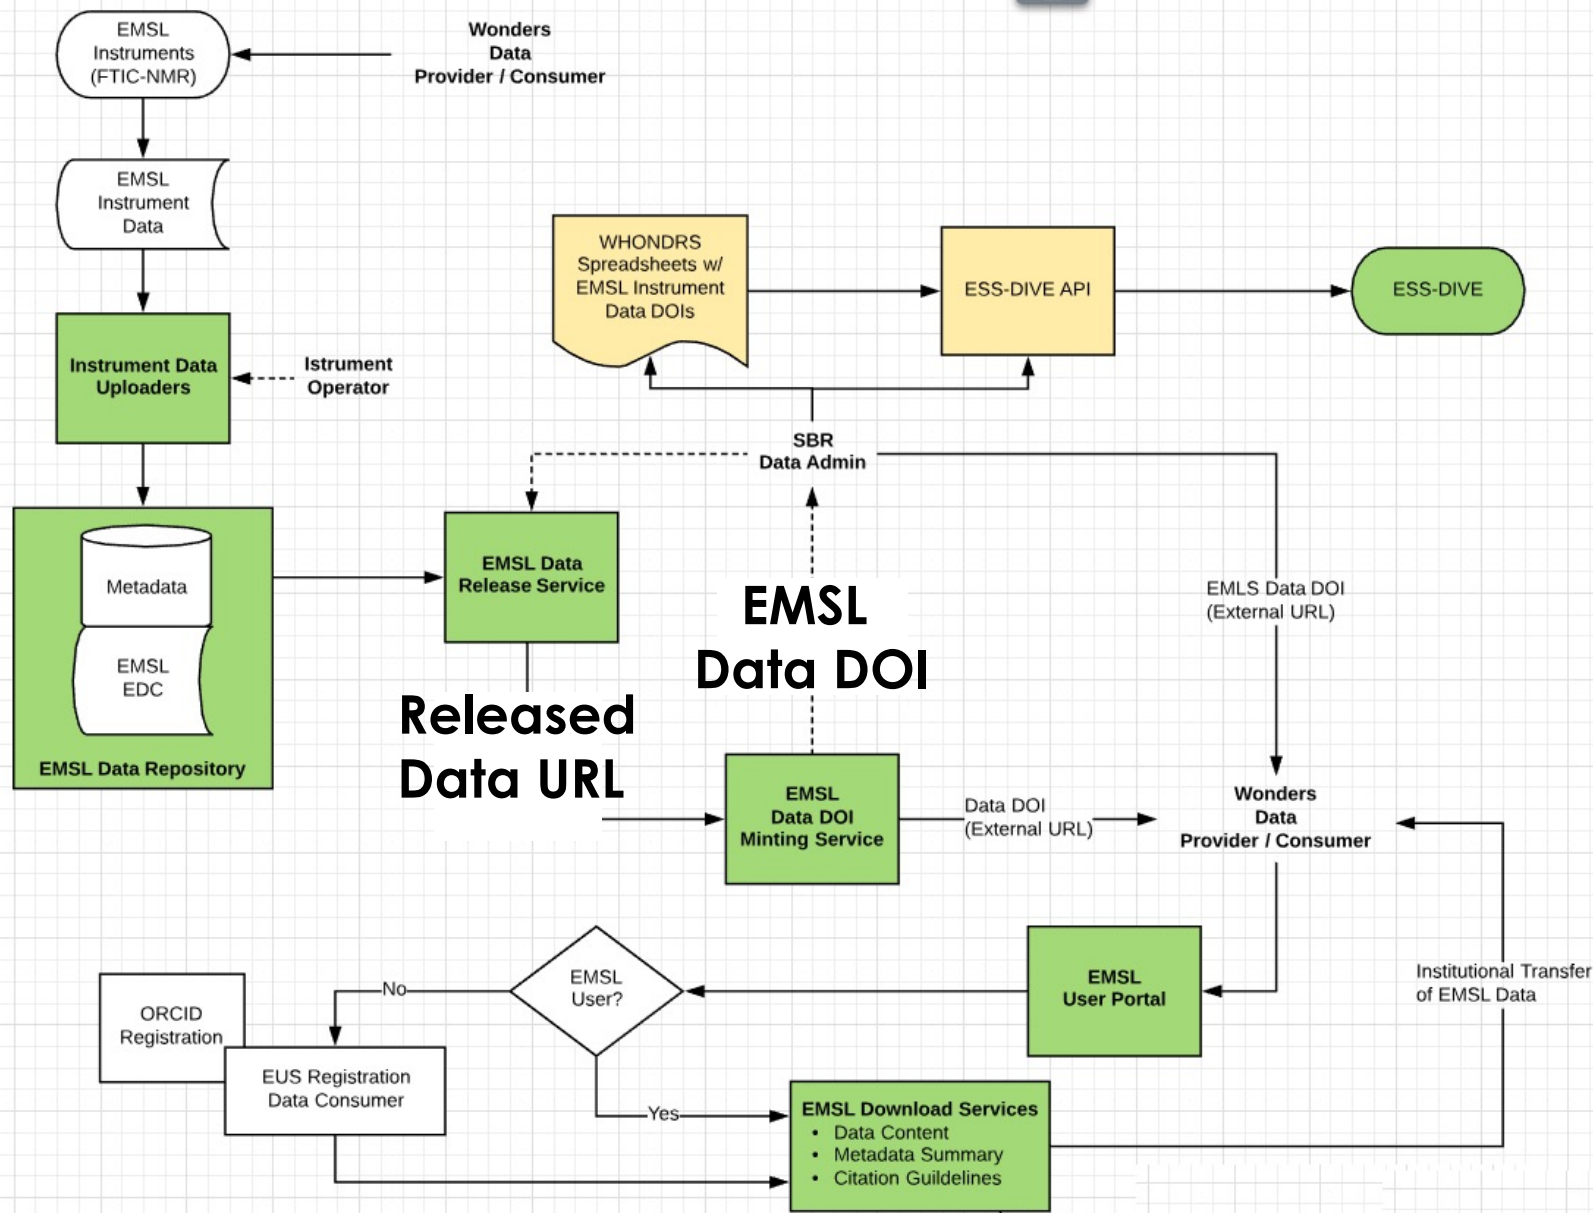 EMSL
Instruments
(FTIC-NMR)
Wonders
Data
Provider / Consumer
EMSL
Instrument
Data
WHONDRS
Spreadsheets w/
EMSL Instrument
Data DOIs
ESS-DIVE API
ESS-DIVE
Instrument Data
Uploaders
Istrument
Operator
SBR
Data Admin
Metadata
EMSL
EDC
EMSL Data Repository
EMSL Data
Release Service
EMSL
Data DOI
EMLS Data DOI
(External URL)
Released
Data URL
EMSL
Data DOI
Minting Service
Data DOI
(External URL)
Wonders
Data
Provider / Consumer
EMSL
User Portal
Institutional Transfer
of EMSL Data
EMSL
User?
No
Yes
ORCID
Registration
EUS Registration
Data Consumer
EMSL Download Services
• Data Content
• Metadata Summary
• Citation Guildelines